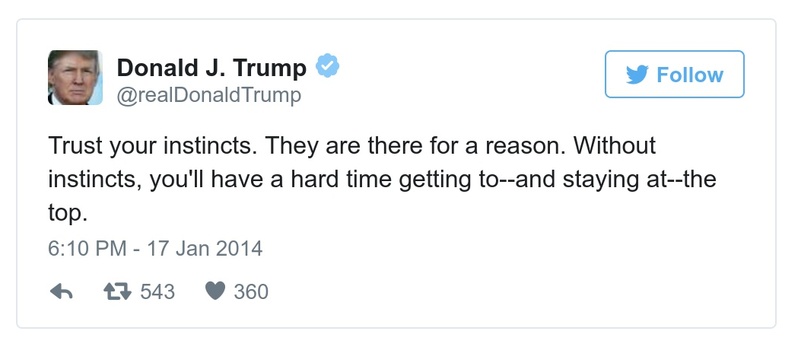 Donald J. Trump
@realDonaldTrump
Follow
Trust your instincts. They are there for a reason. Without
instincts, you'll have a hard time getting to--and staying at--the
top.
6:10 PM - 17 Jan 2014
543 360